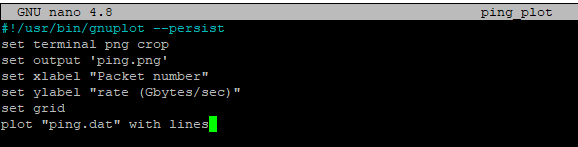 GNU nano 4.8 ping_plot
#!/usr/bin/gnuplot --persist
set terminal png crop
set output 'ping.png'
set xlabel "Packet number"
set ylabel "rate (Gbytes/sec)"
set grid
plot "ping.dat" with lines